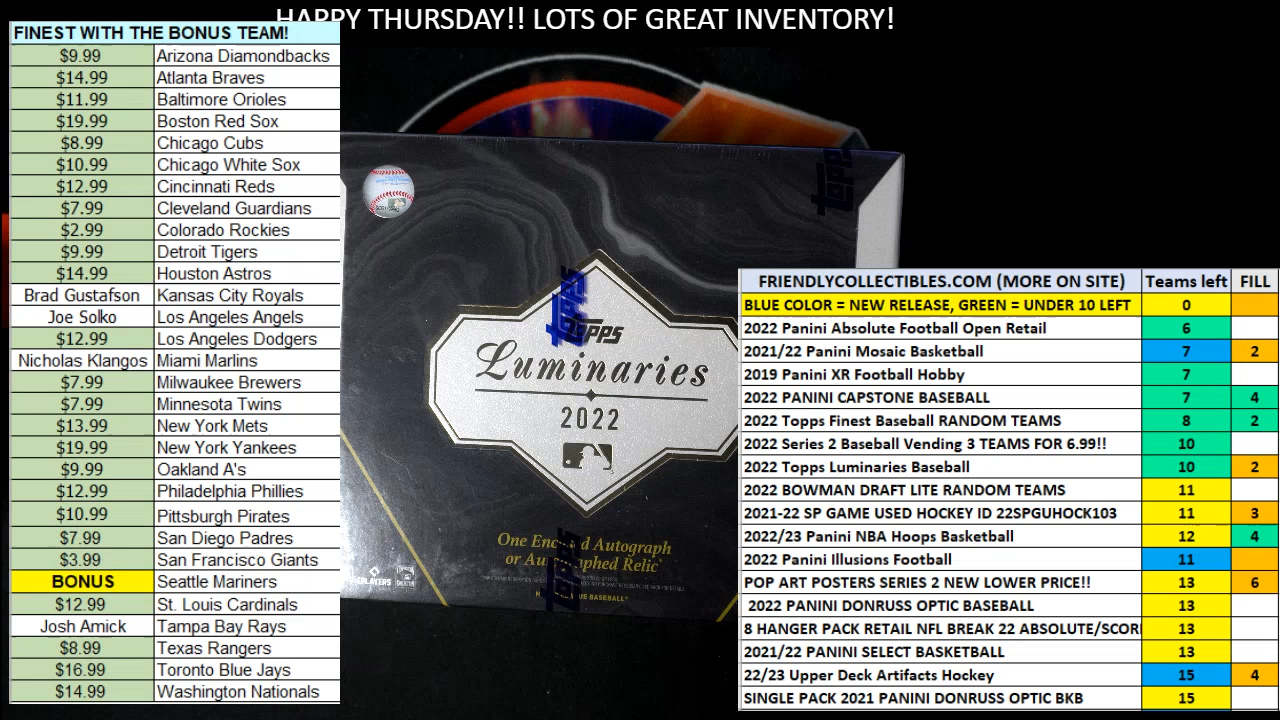 HAPPY THURSDAY!! LOTS OF GREAT INVENTORY!
FINEST WITH THE BONUS TEAM!
$9.99 Arizona Diamondbacks
$14.99 Atlanta Braves
$11.99 Baltimore Orioles
$19.99 Boston Red Sox
$8.99 Chicago Cubs
$10.99 Chicago White Sox
$12.99 Cincinnati Reds
$7.99 Cleveland Guardians
$2.99 Colorado Rockies
$9.99 Detroit Tigers
$14.99 Houston Astros
Brad Gustafson Kansas City Royals
Joe Solko Los Angeles Angels
$12.99 Los Angeles Dodgers
Nicholas Klangos Miami Marlins
$7.99 Milwaukee Brewers
$7.99 Minnesota Twins
$13.99 New York Mets
$19.99 New York Yankees
$9.99 Oakland A's
$12.99 Philadelphia Phillies
$10.99 Pittsburgh Pirates
$7.99 San Diego Padres
$3.99 San Francisco Giants
BONUS Seattle Mariners
$12.99 St. Louis Cardinals
Josh Amick Tampa Bay Rays
$8.99 Texas Rangers
$16.99 Toronto Blue Jays
$14.99 Washington Nationals
topps
topps
TOPPS
Luminaries
2022
One Encased Autograph
or Autographed Relic
topps
FRIENDLYCOLLECTIBLES.COM (MORE ON SITE) Teams left FILL
BLUE COLOR = NEW RELEASE, GREEN = UNDER 10 LEFT 0
2022 Panini Absolute Football Open Retail 6
2021/22 Panini Mosaic Basketball 7 2
2019 Panini XR Football Hobby 7
2022 PANINI CAPSTONE BASEBALL 7 4
2022 Topps Finest Baseball RANDOM TEAMS 8 2
2022 Series 2 Baseball Vending 3 TEAMS FOR 6.99!! 10
2022 Topps Luminaries Baseball 10 2
2022 BOWMAN DRAFT LITE RANDOM TEAMS 11
2021-22 SP GAME USED HOCKEY ID 22SPGUHOCK103 11 3
2022/23 Panini NBA Hoops Basketball 12 4
2022 Panini Illusions Football 11
POP ART POSTERS SERIES 2 NEW LOWER PRICE!! 13 6
2022 PANINI DONRUSS OPTIC BASEBALL 13
8 HANGER PACK RETAIL NFL BREAK 22 ABSOLUTE/SCORE 13
2021/22 PANINI SELECT BASKETBALL 13
22/23 Upper Deck Artifacts Hockey 15 4
SINGLE PACK 2021 PANINI DONRUSS OPTIC BKB 15